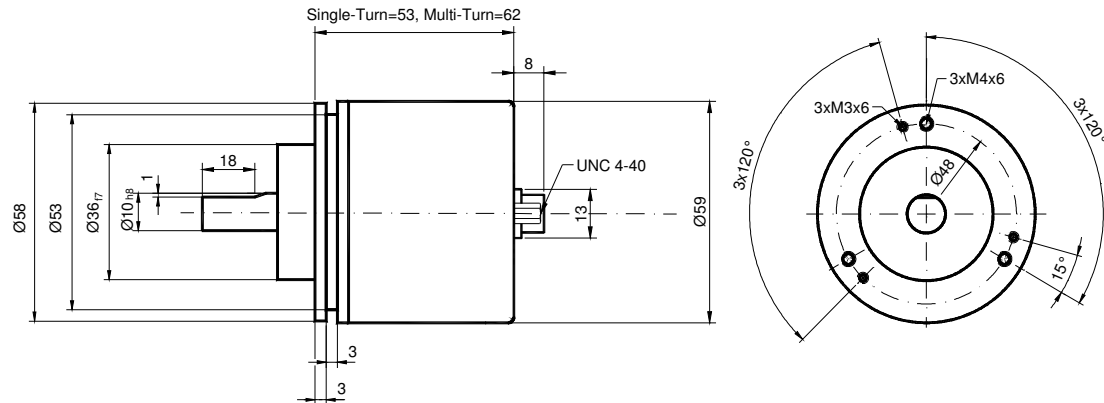 Single-Turn=53, Multi-Turn=62
8
3xM4x6
3xM3x6
3x120°
3x120°
18
1
UNC 4-40
Ø48
Ø58
Ø53
Ø36f7
Ø10h8
13
Ø59
15°
3
3